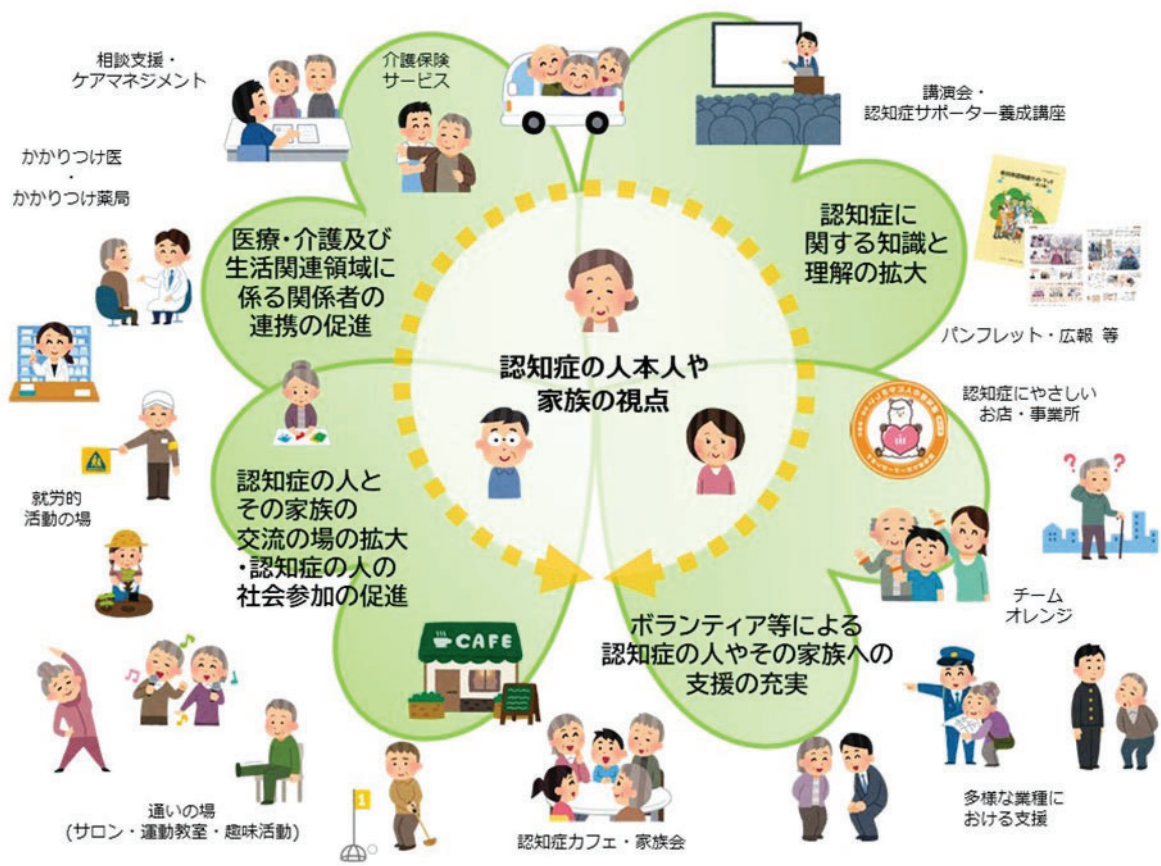 相談支援・
ケアマネジメント
介護保険
サービス
講演会・
認知症サポーター養成講座
かかりつけ医
・
かかりつけ薬局
医療・介護及び
生活関連領域に
係る関係者の
連携の促進
認知症に
関する知識と
理解の拡大
パンフレット・広報 等
認知症の人本人や
家族の視点
認知症にやさしい
お店・事業所
就労的
活動の場
認知症の人と
その家族の
交流の場の拡大
・認知症の人の
社会参加の促進
チーム
オレンジ
CAFE
ボランティア等による
認知症の人やその家族への
支援の充実
通いの場
(サロン・運動教室・趣味活動)
1
認知症カフェ・家族会
多様な業種に
おける支援